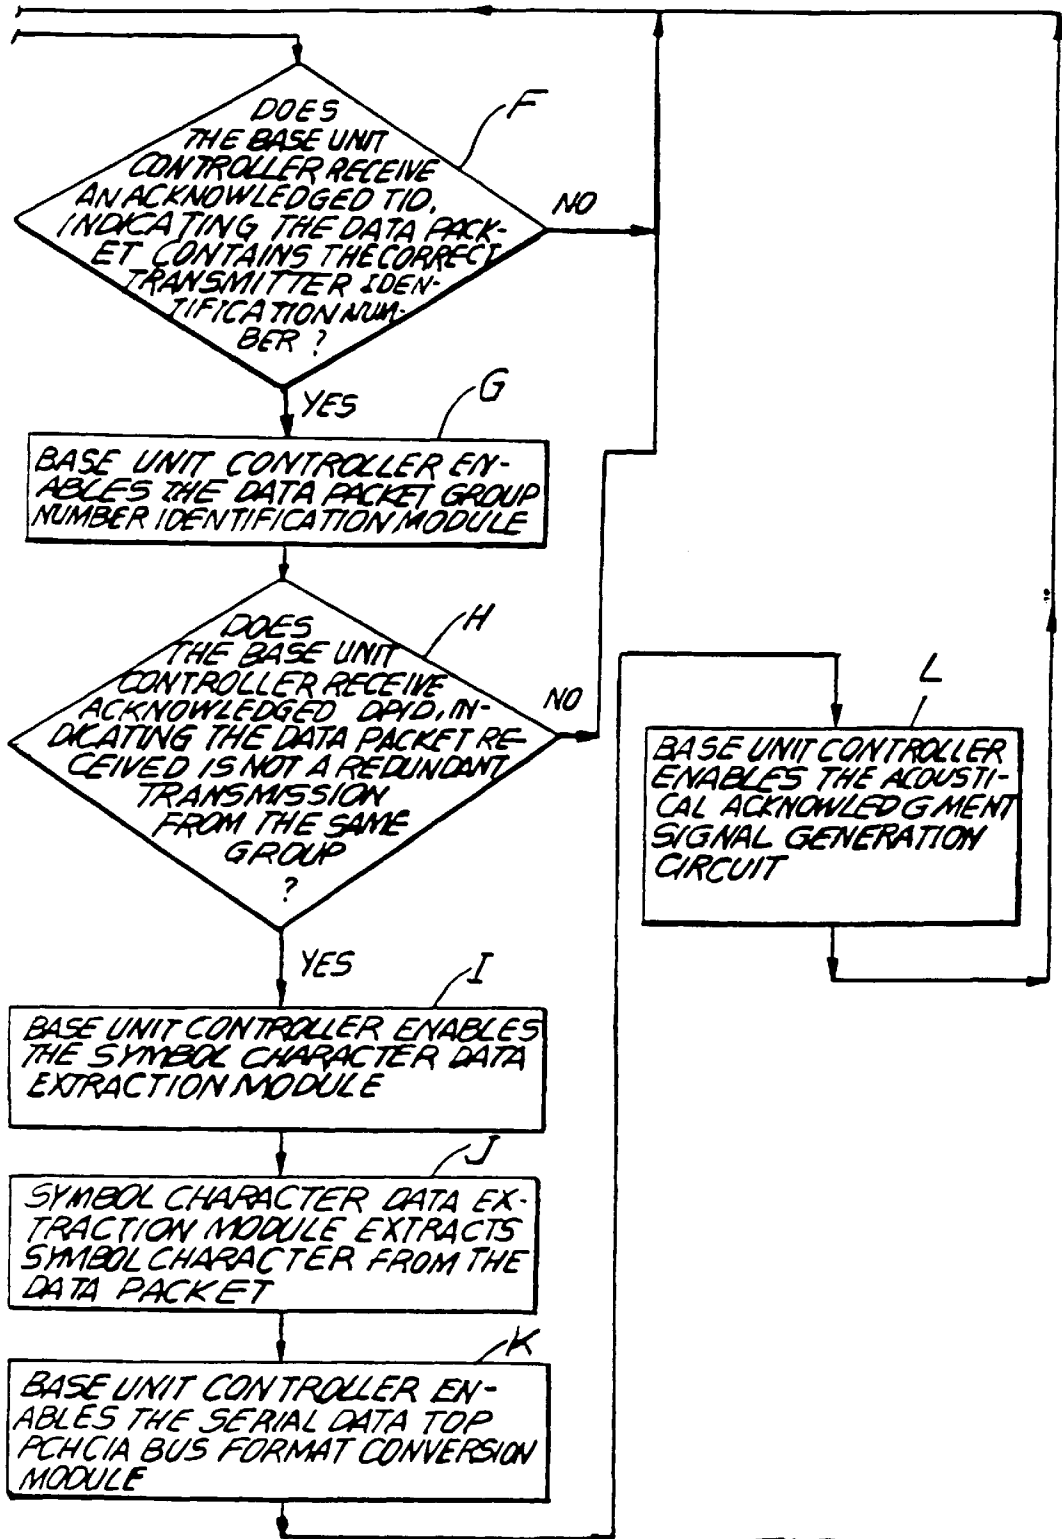 F
DOES
THE BASE UNIT
CONTROLLER RECEIVE
AN ACKNOWLEDGED TID,
INDICATING THE DATA PACK-
ET CONTAINS THE CORRECT
TRANSMITTER IDEN-
TIFICATION NUM-
BER ?
NO
YES
G
BASE UNIT CONTROLLER EN-
ABLES THE DATA PACKET GROUP
NUMBER IDENTIFICATION MODULE
H
DOES
THE BASE UNIT
CONTROLLER RECEIVE
ACKNOWLEDGED DPID, IN-
DICATING THE DATA PACKET RE-
CEIVED IS NOT A REDUNDANT
TRANSMISSION
FROM THE SAME
GROUP
?
NO
YES
I
BASE UNIT CONTROLLER ENABLES
THE SYMBOL CHARACTER DATA
EXTRACTION MODULE
J
SYMBOL CHARACTER DATA EX-
TRACTION MODULE EXTRACTS
SYMBOL CHARACTER FROM THE
DATA PACKET
K
BASE UNIT CONTROLLER EN-
ABLES THE SERIAL DATA TOP
PCHCIA BUS FORMAT CONVERSION
MODULE
L
BASE UNIT CONTROLLER
ENABLES THE ACOUSTI-
CAL ACKNOWLEDGMENT
SIGNAL GENERATION
CIRCUIT